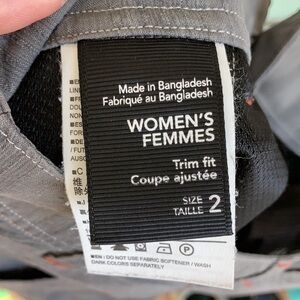 Made in Bangladesh
Fabriqué au Bangladesh
WOMEN'S
FEMMES
Trim fit
Coupe ajustée
SIZE
TAILLE 2
■EN : DO NOT USE FABRIC SOFTENER / WASH
DARK COLORS SEPARATELY